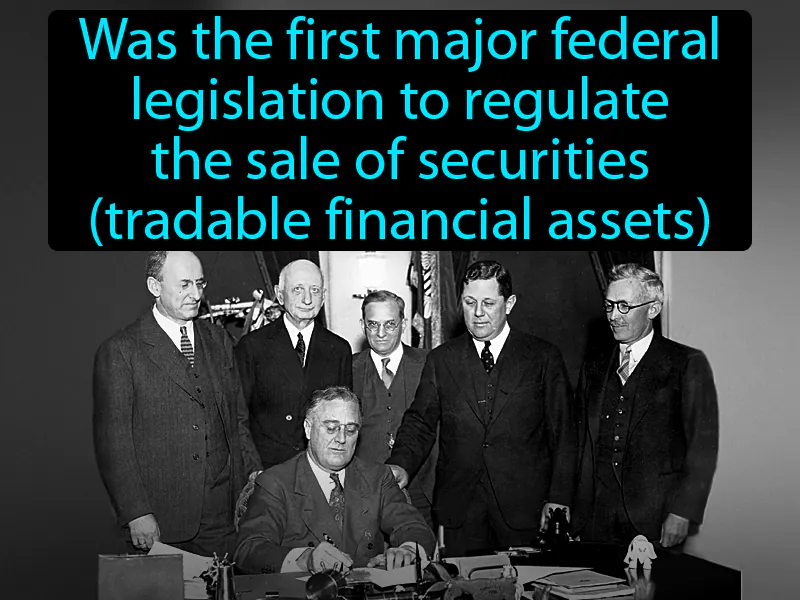 Was the first major federal
legislation to regulate
the sale of securities
(tradable financial assets)